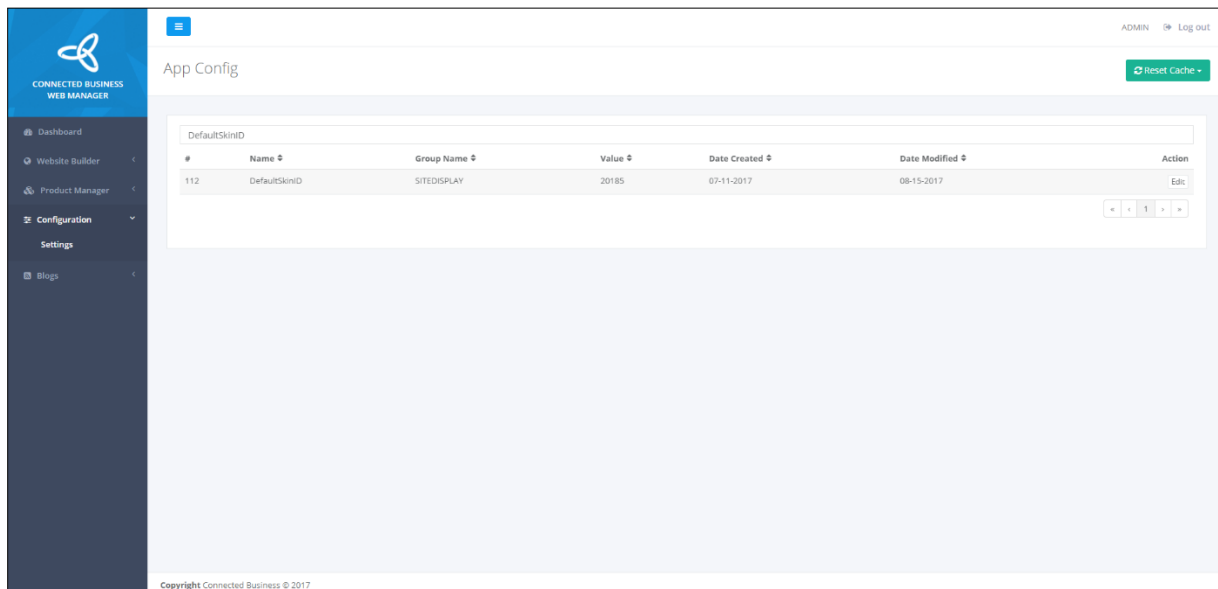 ADMIN Log out
CONNECTED BUSINESS
WEB MANAGER
App Config
Reset Cache
Dashboard
Website Builder
Product Manager
Configuration
Settings
Blogs
DefaultSkinID
# Name Group Name Value Date Created Date Modified Action
112 DefaultSkinID SITEDISPLAY 20185 07-11-2017 08-15-2017 Edit
« ‹ 1 › »
Copyright Connected Business © 2017